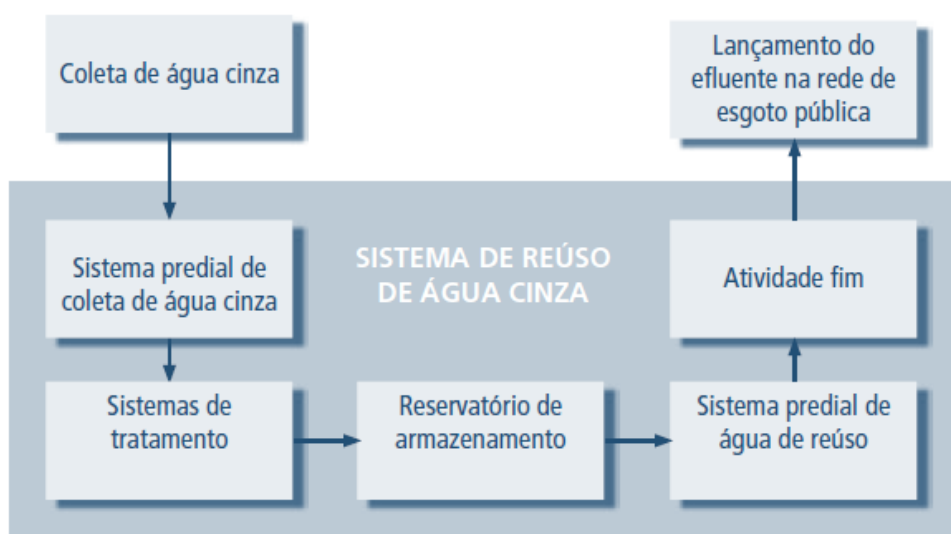 Coleta de água cinza
Lançamento do
efluente na rede de
esgoto pública
Sistema predial de
coleta de água cinza
SISTEMA DE REÚSO
DE ÁGUA CINZA
Atividade fim
Sistemas de
tratamento
Reservatório de
armazenamento
Sistema predial de
água de reúso